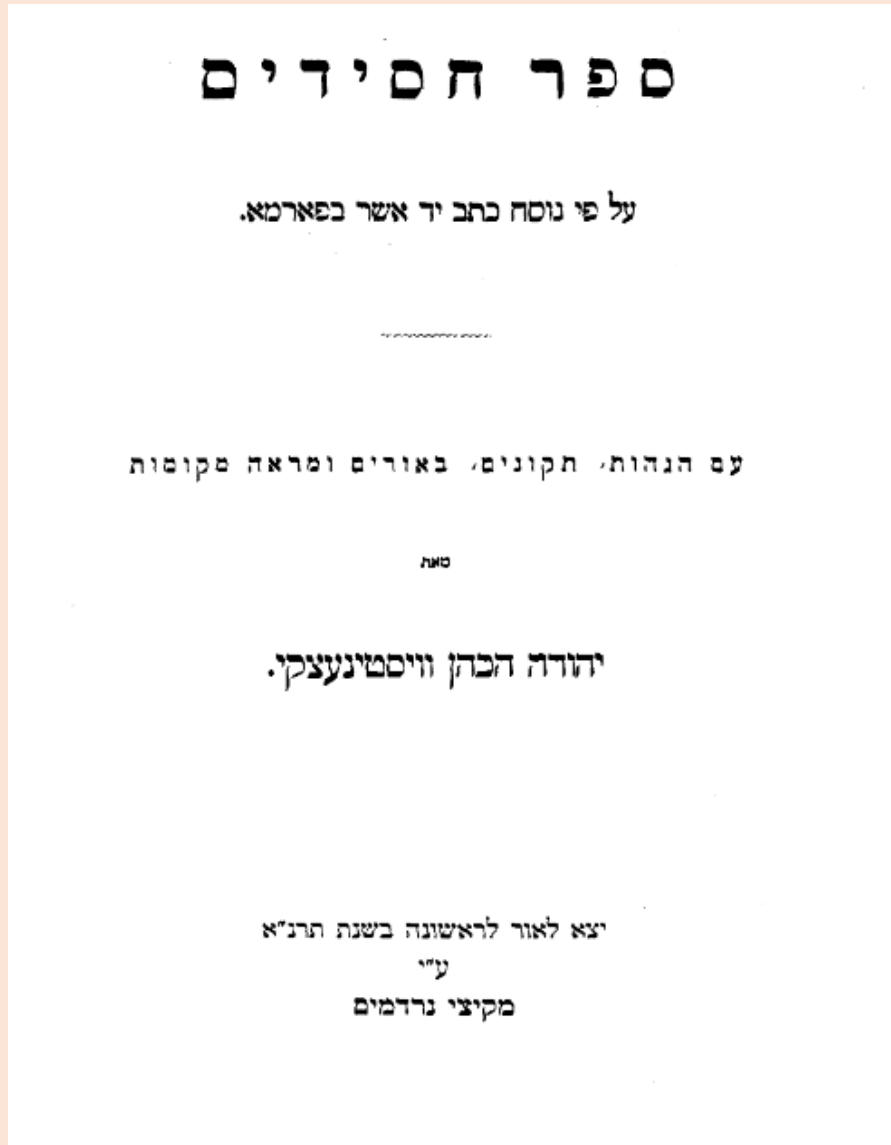 ספר חסידים
על פי נוסח כתב יד אשר בפארמא.
עם הגהות, תקונים, באורים ומראה מקומות
מאת
יהודה הכהן וויסטינעצקי.
יצא לאור לראשונה בשנת תרנ"א
ע"י
מקיצי נרדמים